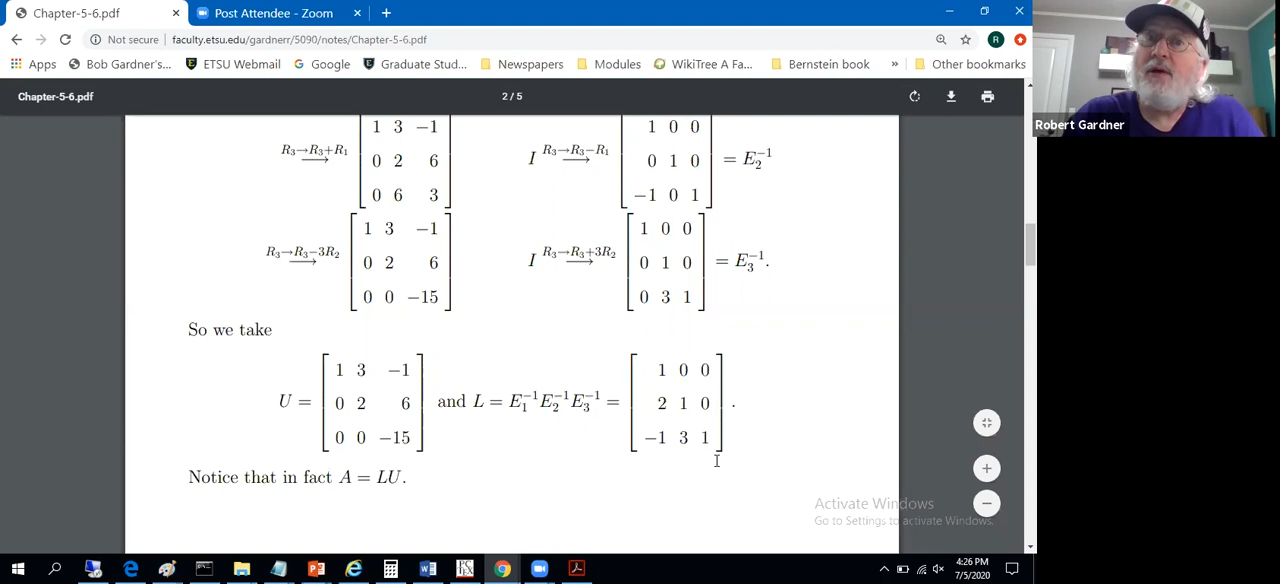 Chapter-5-6.pdf
Post Attendee - Zoom
Not secure | faculty.etsu.edu/gardnerr/5090/notes/Chapter-5-6.pdf
R
Apps Bob Gardner's... ETSU Webmail Google Graduate Stud... Newspapers Modules WikiTree A Fa... Bernstein book » Other bookmarks
Chapter-5-6.pdf 2 / 5
Robert Gardner
1 3 −1 1 0 0
R₃→R₃+R₁ 0 2 6 I R₃→R₃−R₁ 0 1 0 = E₂⁻¹
0 6 3 −1 0 1
1 3 −1 1 0 0
R₃→R₃−3R₂ 0 2 6 I R₃→R₃+3R₂ 0 1 0 = E₃⁻¹.
0 0 −15 0 3 1
So we take
1 3 −1 1 0 0
U = 0 2 6 and L = E₁⁻¹E₂⁻¹E₃⁻¹ = 2 1 0 .
0 0 −15 −1 3 1
Notice that in fact A = LU.
Activate Windows
Go to Settings to activate Windows.
4:26 PM
7/5/2020